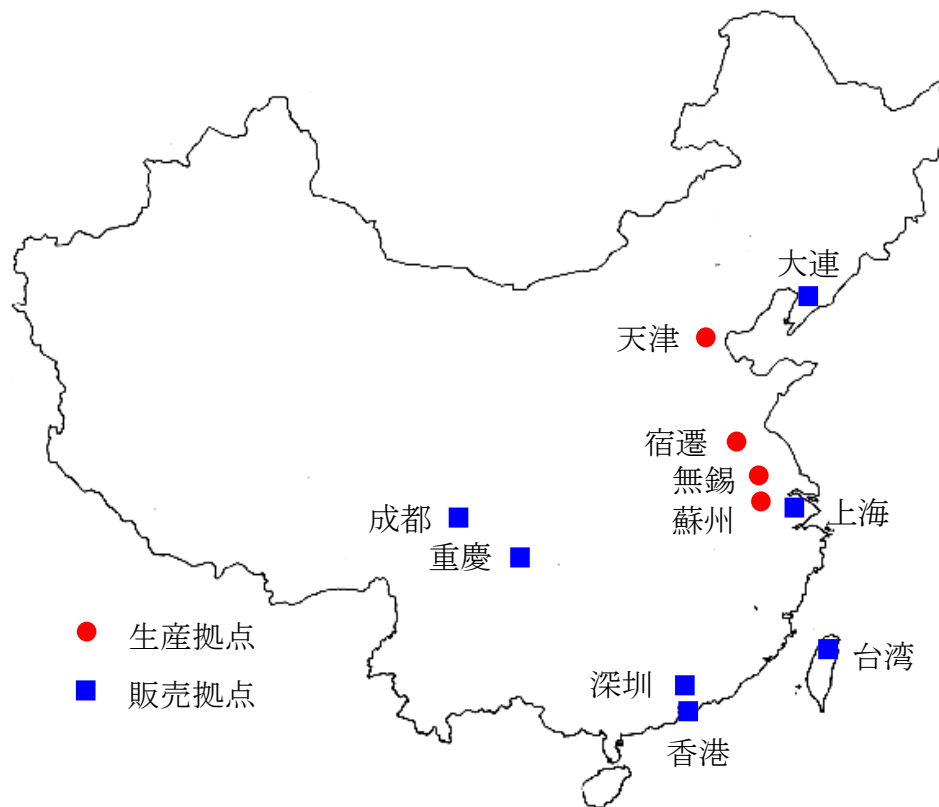 大連
天津
宿遷
無錫
蘇州
上海
成都
重慶
生産拠点
販売拠点
台湾
深圳
香港